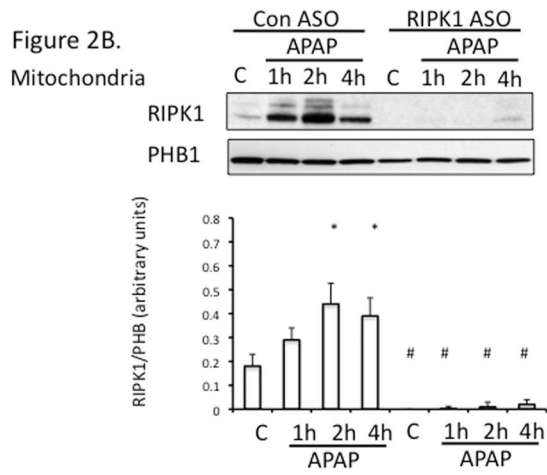 Figure 2B.
Con ASO RIPK1 ASO
APAP APAP
Mitochondria C 1h 2h 4h C 1h 2h 4h
RIPK1
PHB1
RIPK1/PHB (arbitrary units)
0.8
0.7
0.6
0.5
0.4
0.3
0.2
0.1
0
* *
# # # #
C 1h 2h 4h C 1h 2h 4h
APAP APAP